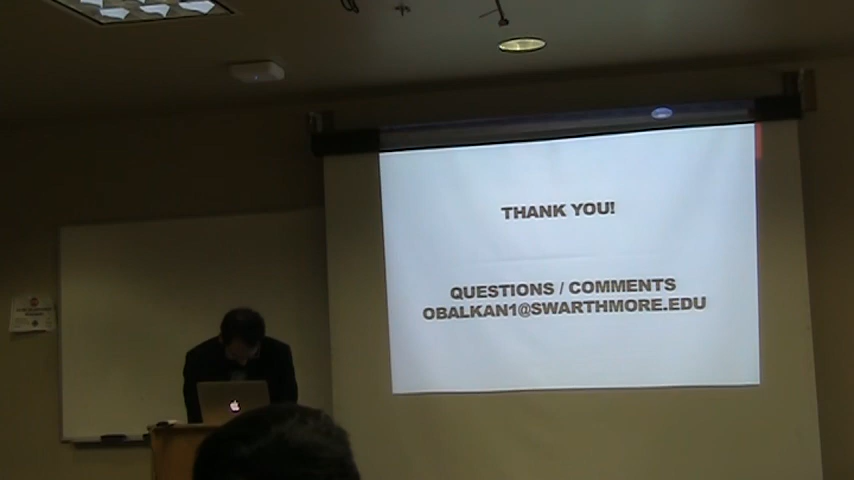 THANK YOU!
QUESTIONS / COMMENTS
OBALKAN1@SWARTHMORE.EDU